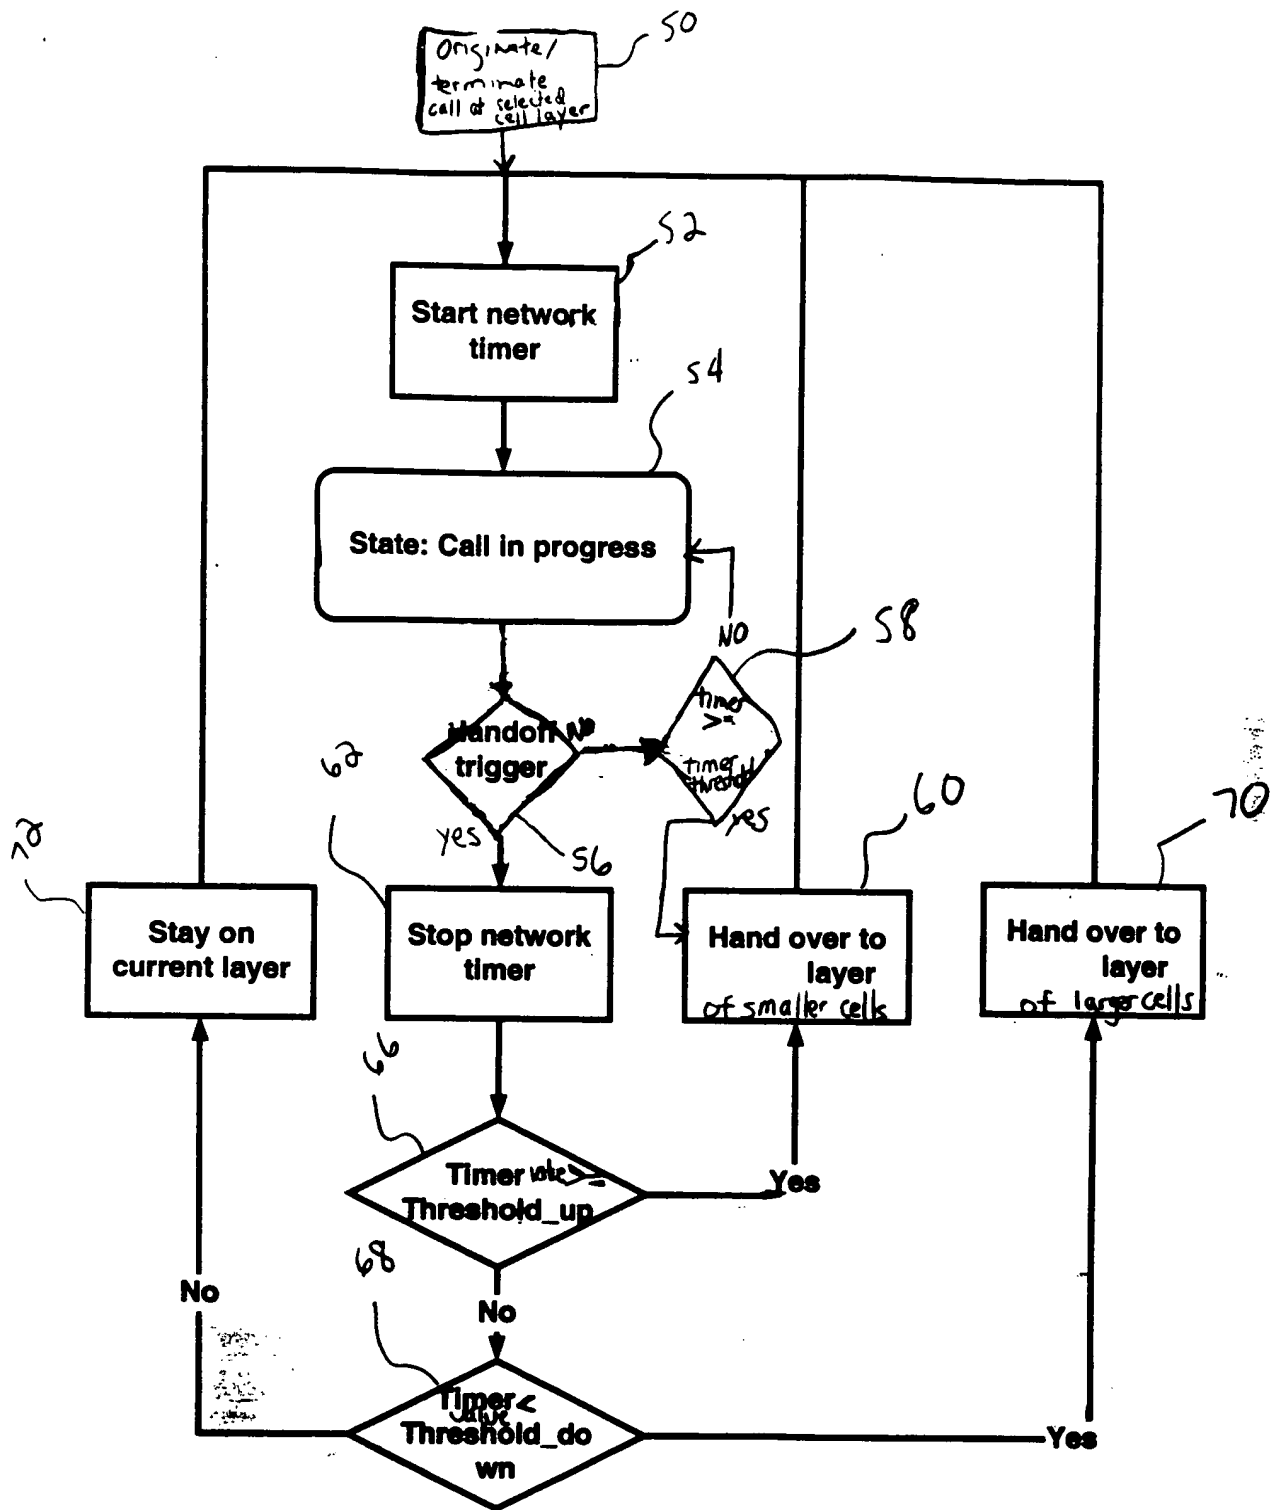 Originate/
terminate
call at selected
cell layer
50
52
Start network
timer
54
State: Call in progress
NO
58
timer
>=
timer
threshold
Handoff
trigger
No
62
yes
56
yes
60
70
72
Stay on
current layer
Stop network
timer
Hand over to
layer
of smaller cells
Hand over to
layer
of larger cells
66
Timer value >=
Threshold_up
Yes
68
No
No
Timer <
value
Threshold_do
wn
Yes